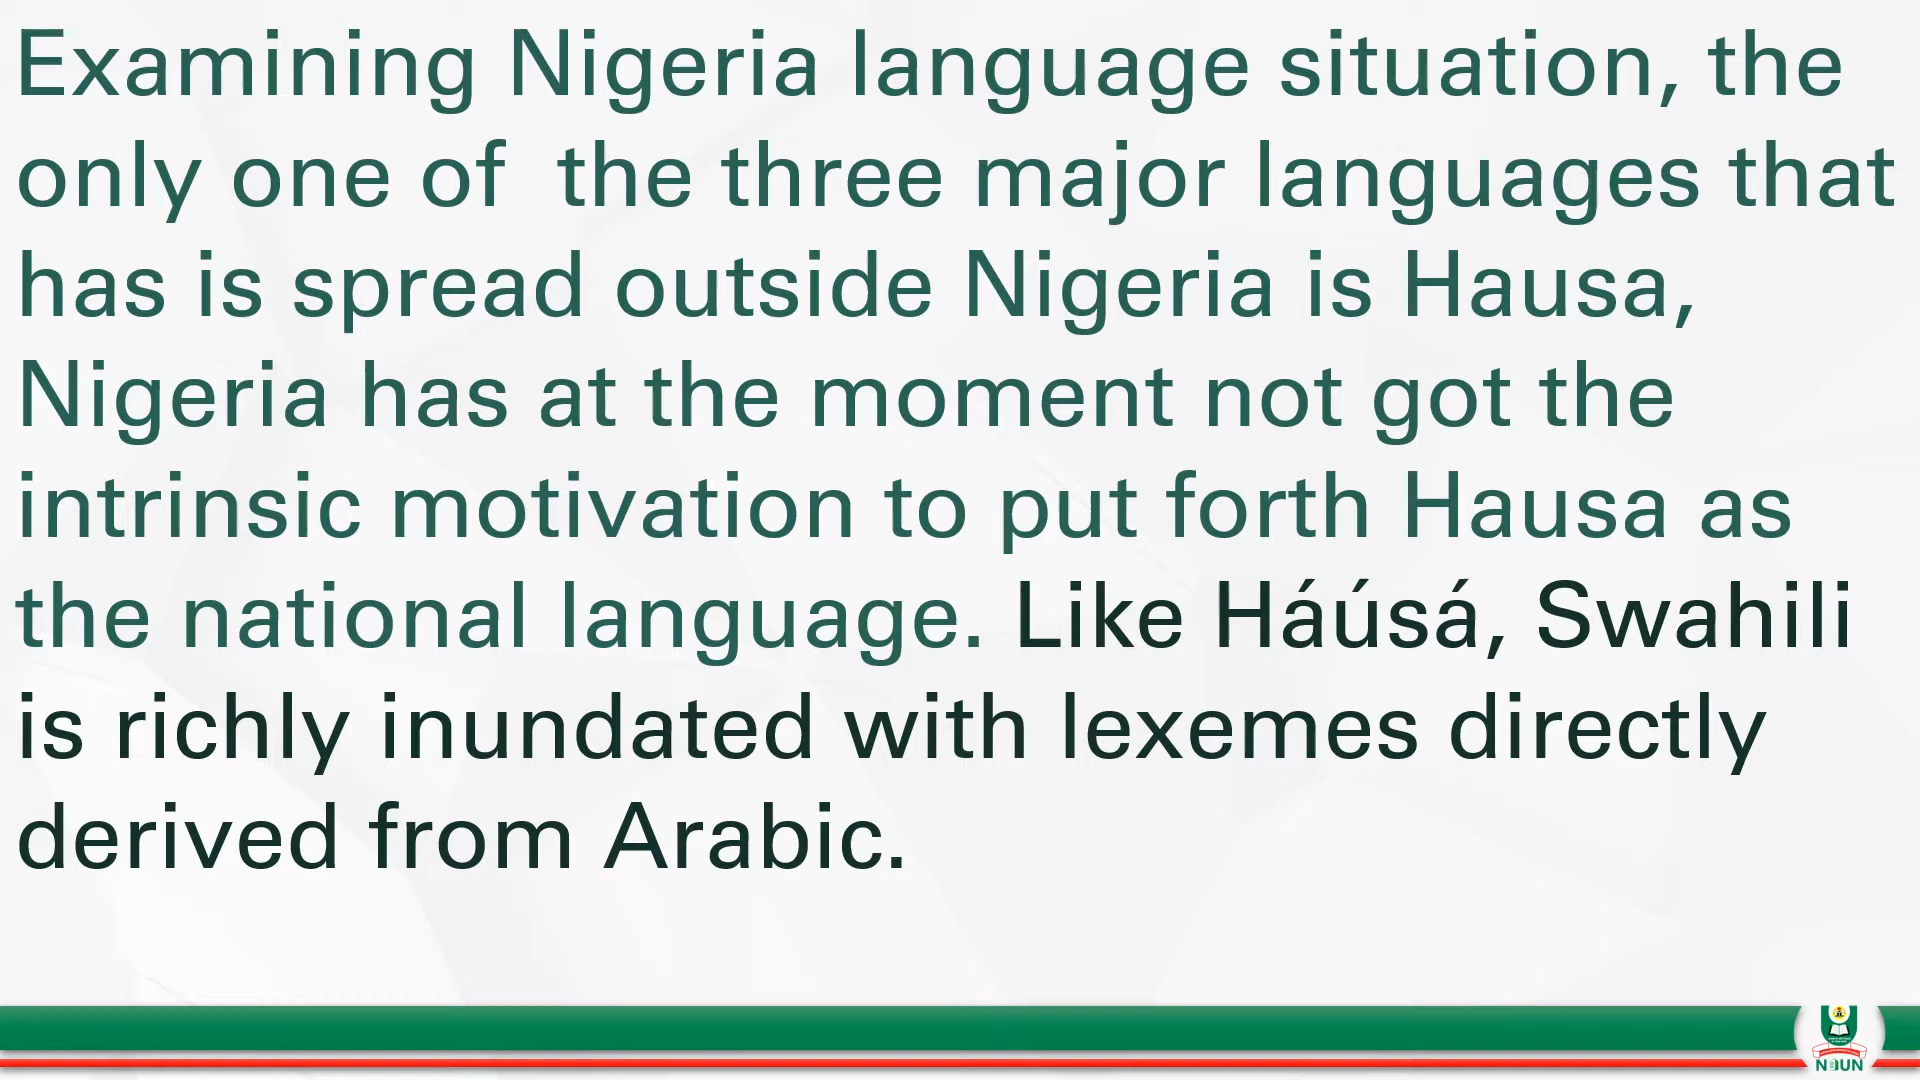 Examining Nigeria language situation, the
only one of  the three major languages that
has is spread outside Nigeria is Hausa,
Nigeria has at the moment not got the
intrinsic motivation to put forth Hausa as
the national language. Like Háúsá, Swahili
is richly inundated with lexemes directly
derived from Arabic.
NOUN